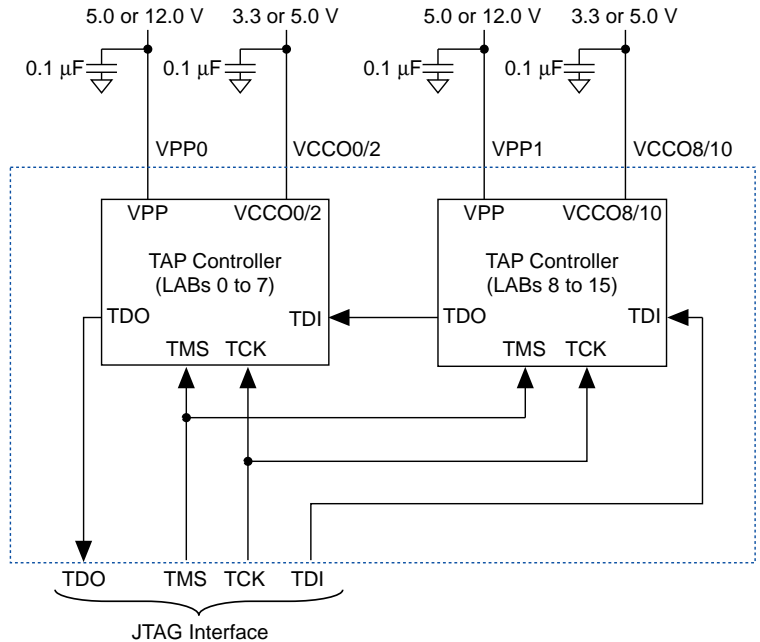 5.0 or 12.0 V 3.3 or 5.0 V 5.0 or 12.0 V 3.3 or 5.0 V
0.1 µF 0.1 µF 0.1 µF 0.1 µF
VPP0 VCCO0/2 VPP1 VCCO8/10
VPP VCCO0/2 VPP VCCO8/10
TAP Controller
(LABs 0 to 7)
TAP Controller
(LABs 8 to 15)
TDO TDI TDO TDI
TMS TCK TMS TCK
TDO TMS TCK TDI
JTAG Interface